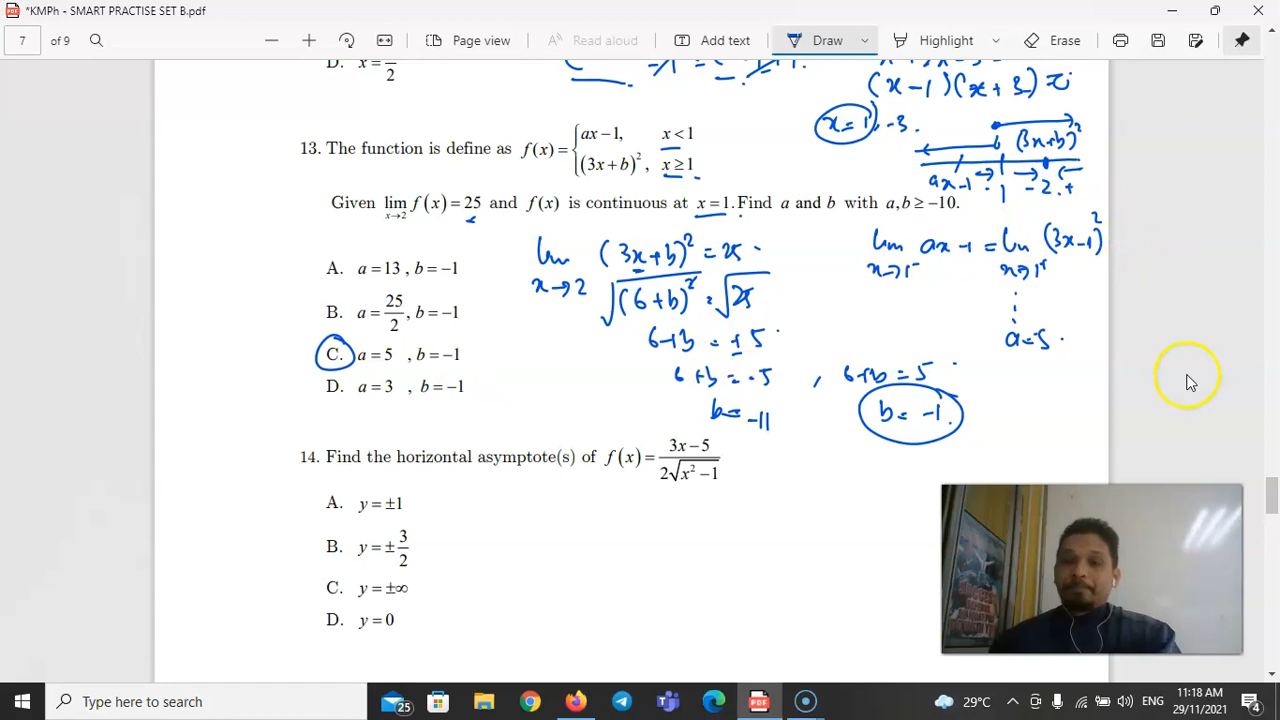 *KMPh - SMART PRACTISE SET B.pdf
7 of 9 Page view Read aloud Add text Draw Highlight Erase
D. x = π/2
(x-1)(x+3)
x=1, -3.
13. The function is define as f(x) = { ax-1, x<1
(3x+b)², x≥1
(3x+b)²
ax-1 1 2
Given lim x→2 f(x) = 25 and f(x) is continuous at x=1. Find a and b with a,b ≥ -10.
lim x→2 (3x+b)² = 25
lim x→1⁻ ax-1 = lim x→1⁺ (3x-1)²
A. a=13 , b=-1
√(6+b)² = √25
B. a=25/2, b=-1
6+b = ±5
a=5.
C. a=5 , b=-1
6+b = -5 , 6+b = 5
D. a=3 , b=-1
b = -11
b = -1
14. Find the horizontal asymptote(s) of f(x) = (3x-5)/(2√(x²-1))
A. y=±1
B. y=±3/2
C. y=±∞
D. y=0
Type here to search
25
29°C
ENG
11:18 AM
29/11/2021
4